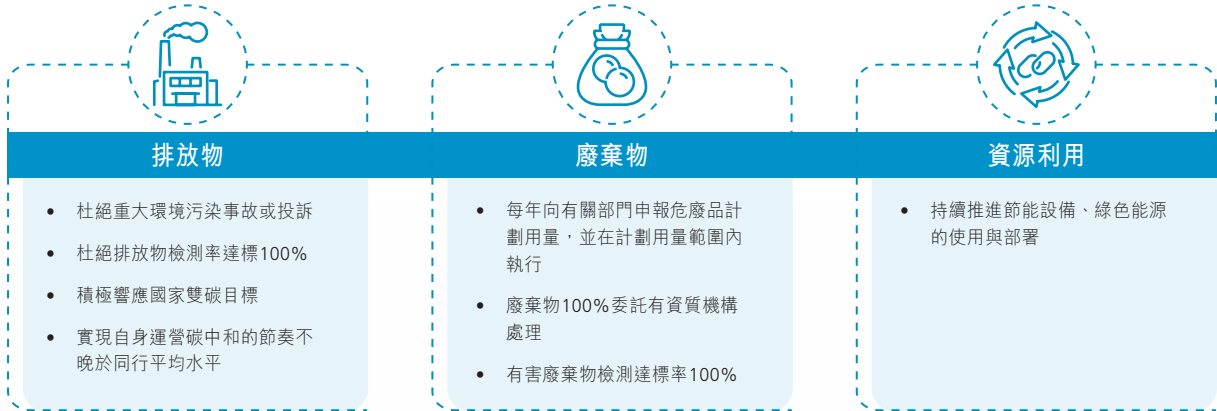 排放物
• 杜絕重大環境污染事故或投訴
• 杜絕排放物檢測率達標100%
• 積極響應國家雙碳目標
• 實現自身運營碳中和的節奏不
晚於同行平均水平
廢棄物
• 每年向有關部門申報危廢品計
劃用量，並在計劃用量範圍內
執行
• 廢棄物100%委託有資質機構
處理
• 有害廢棄物檢測達標率100%
資源利用
• 持續推進節能設備、綠色能源
的使用與部署